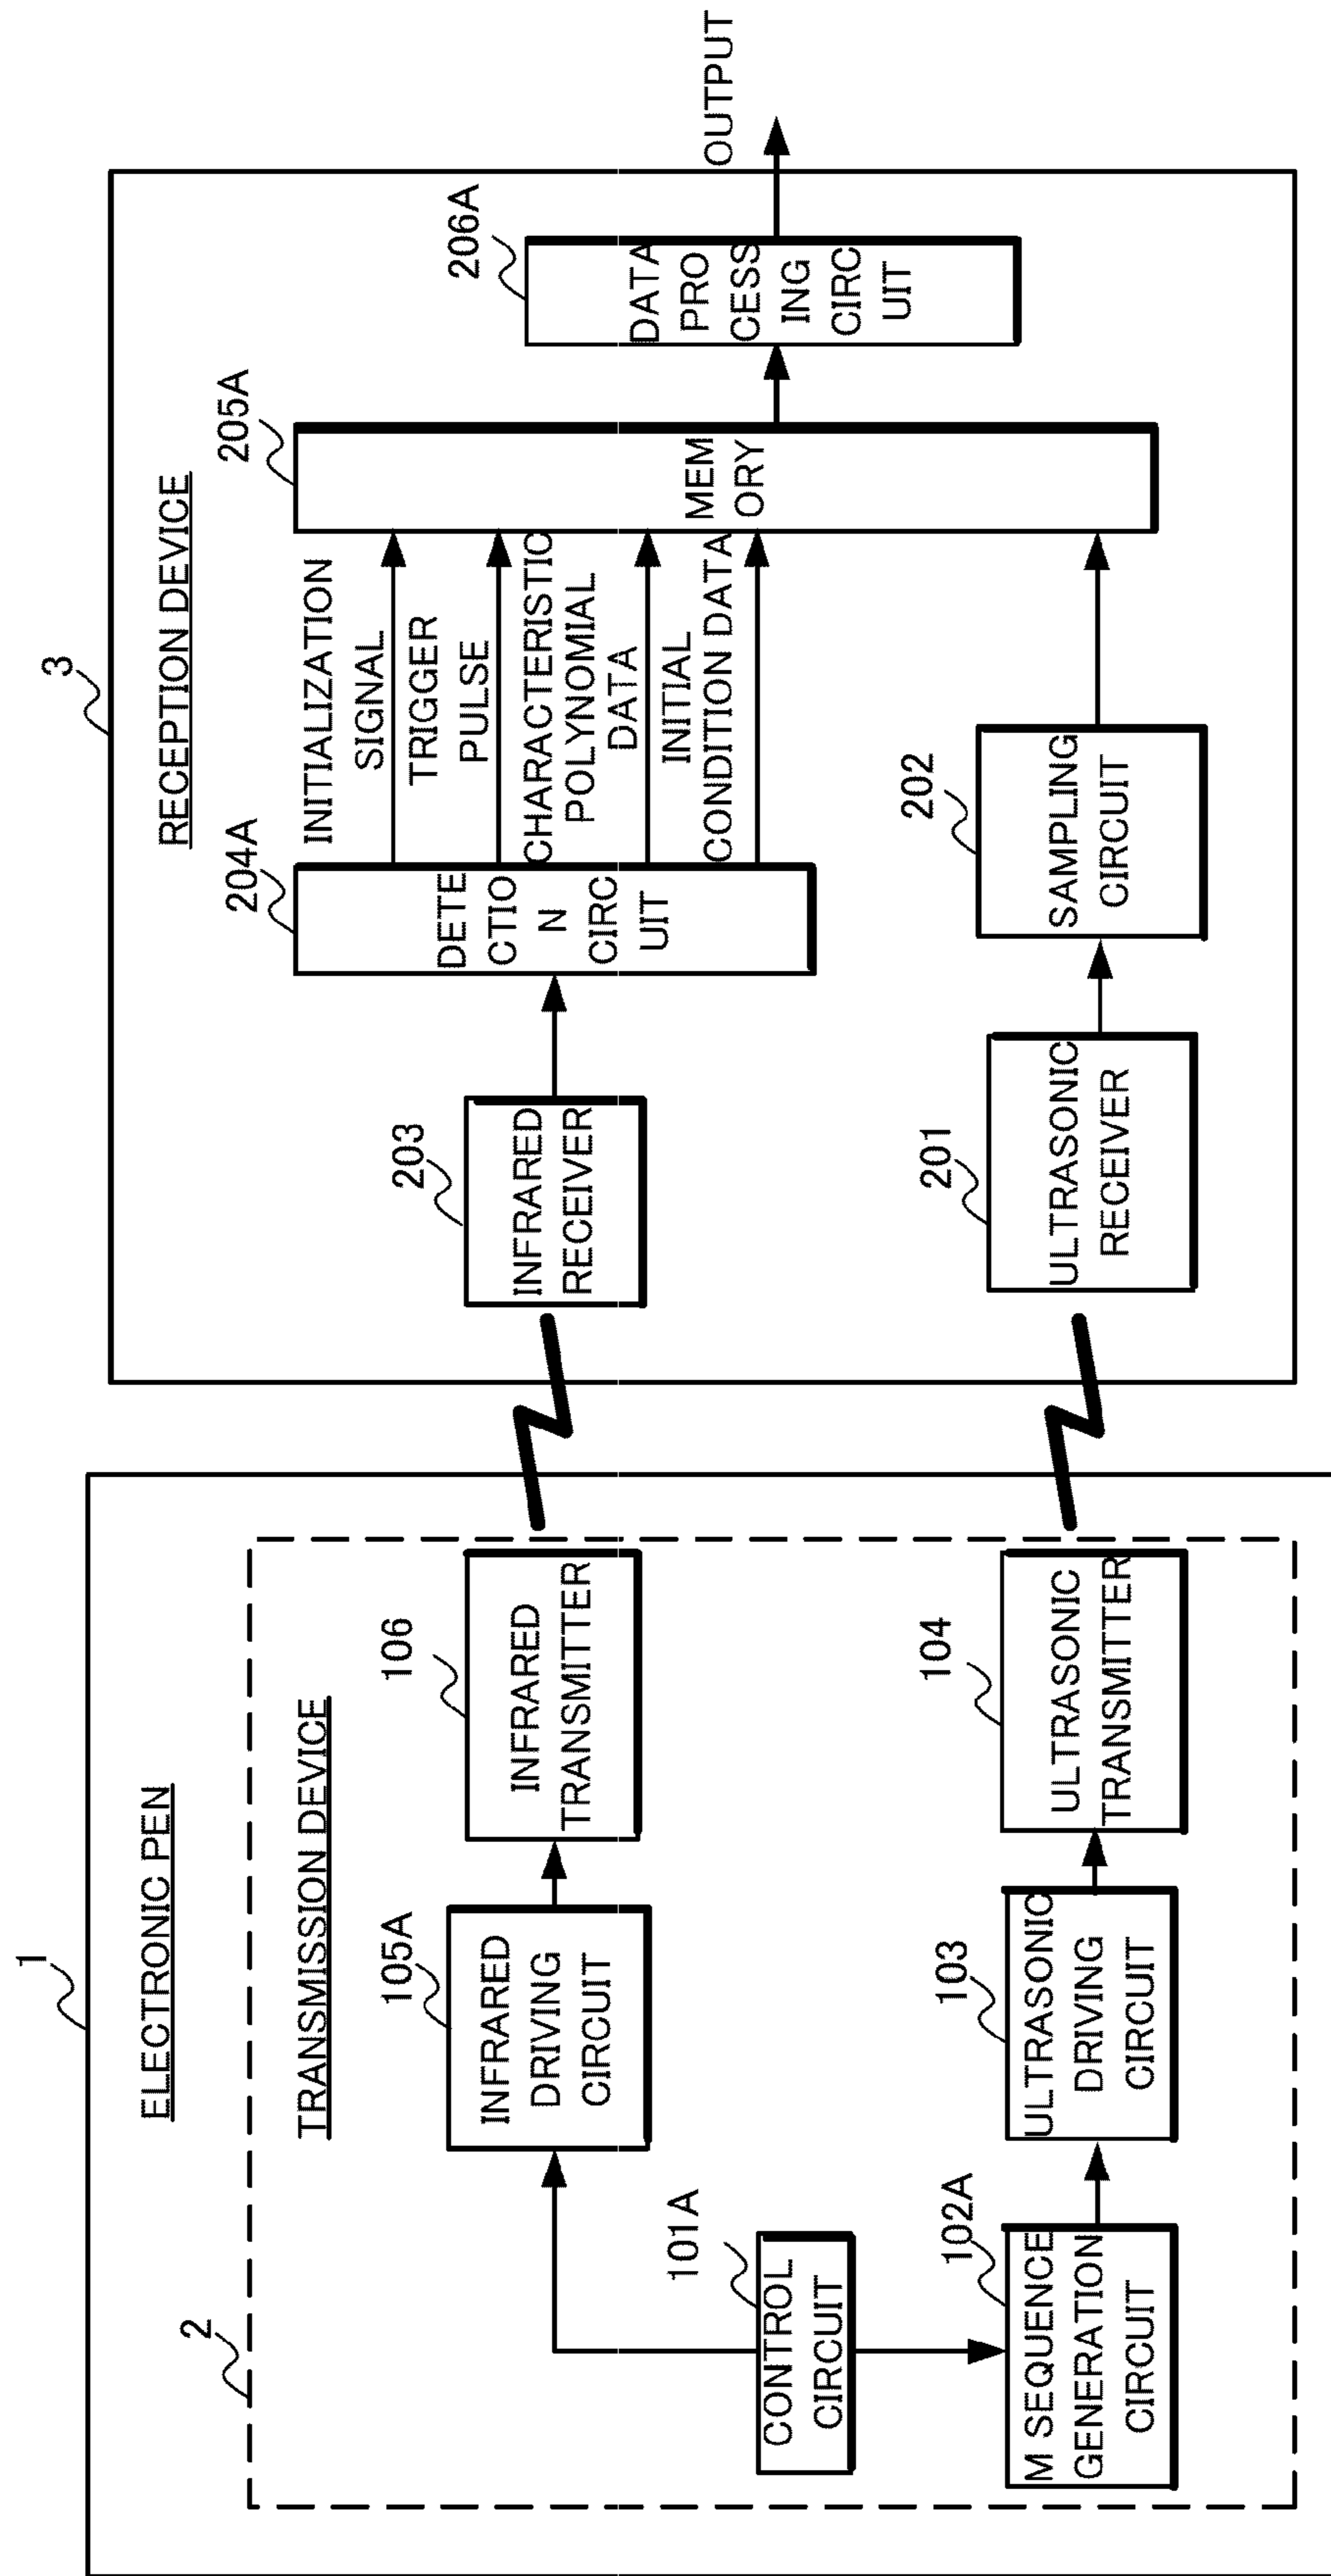 1
ELECTRONIC PEN
2
TRANSMISSION DEVICE
105A
INFRARED
DRIVING
CIRCUIT
106
INFRARED
TRANSMITTER
101A
CONTROL
CIRCUIT
102A
M SEQUENCE
GENERATION
CIRCUIT
103
ULTRASONIC
DRIVING
CIRCUIT
104
ULTRASONIC
TRANSMITTER
3
RECEPTION DEVICE
203
INFRARED
RECEIVER
204A
DETE
CTIO
N
CIRC
UIT
INITIALIZATION
SIGNAL
TRIGGER
PULSE
CHARACTERISTIC
POLYNOMIAL
DATA
INITIAL
CONDITION DATA
205A
MEM
ORY
206A
DATA
PRO
CESS
ING
CIRC
UIT
OUTPUT
201
ULTRASONIC
RECEIVER
202
SAMPLING
CIRCUIT